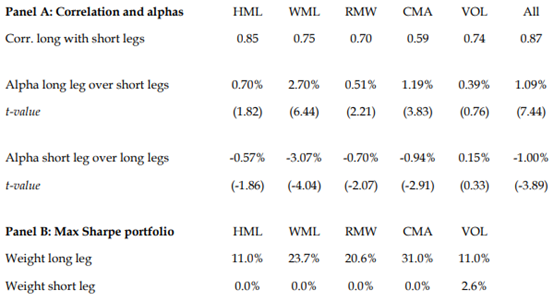 Panel A: Correlation and alphas HML WML RMW CMA VOL All
Corr. long with short legs 0.85 0.75 0.70 0.59 0.74 0.87
Alpha long leg over short legs 0.70% 2.70% 0.51% 1.19% 0.39% 1.09%
t-value (1.82) (6.44) (2.21) (3.83) (0.76) (7.44)
Alpha short leg over long legs -0.57% -3.07% -0.70% -0.94% 0.15% -1.00%
t-value (-1.86) (-4.04) (-2.07) (-2.91) (0.33) (-3.89)
Panel B: Max Sharpe portfolio HML WML RMW CMA VOL
Weight long leg 11.0% 23.7% 20.6% 31.0% 11.0%
Weight short leg 0.0% 0.0% 0.0% 0.0% 2.6%